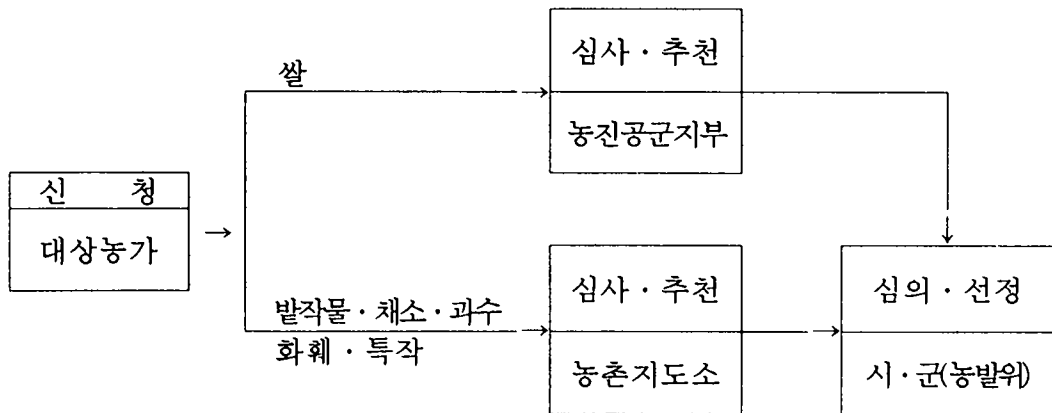 쌀
심사 · 추천
농진공군지부
신 청
대상농가
밭작물 · 채소 · 과수
화훼 · 특작
심사 · 추천
농촌지도소
심의 · 선정
시 · 군(농발위)